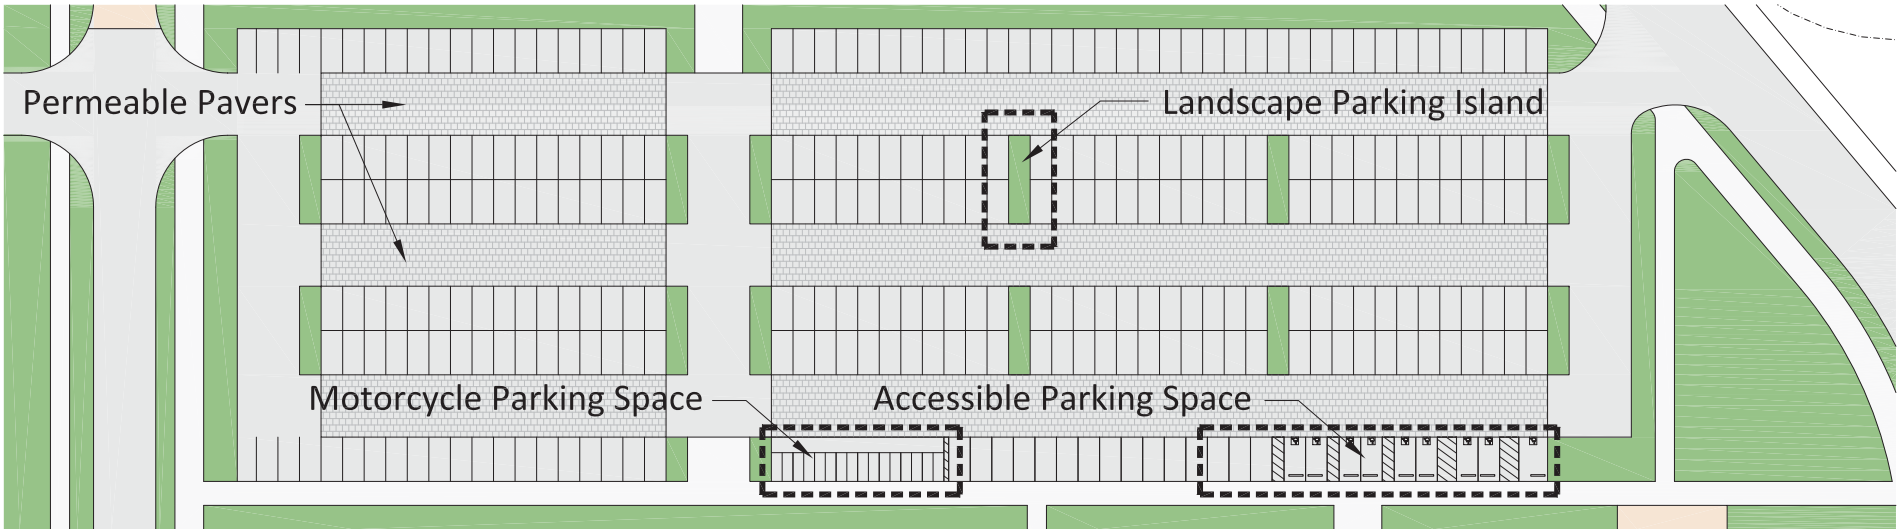 Permeable Pavers
Landscape Parking Island
Motorcycle Parking Space
Accessible Parking Space